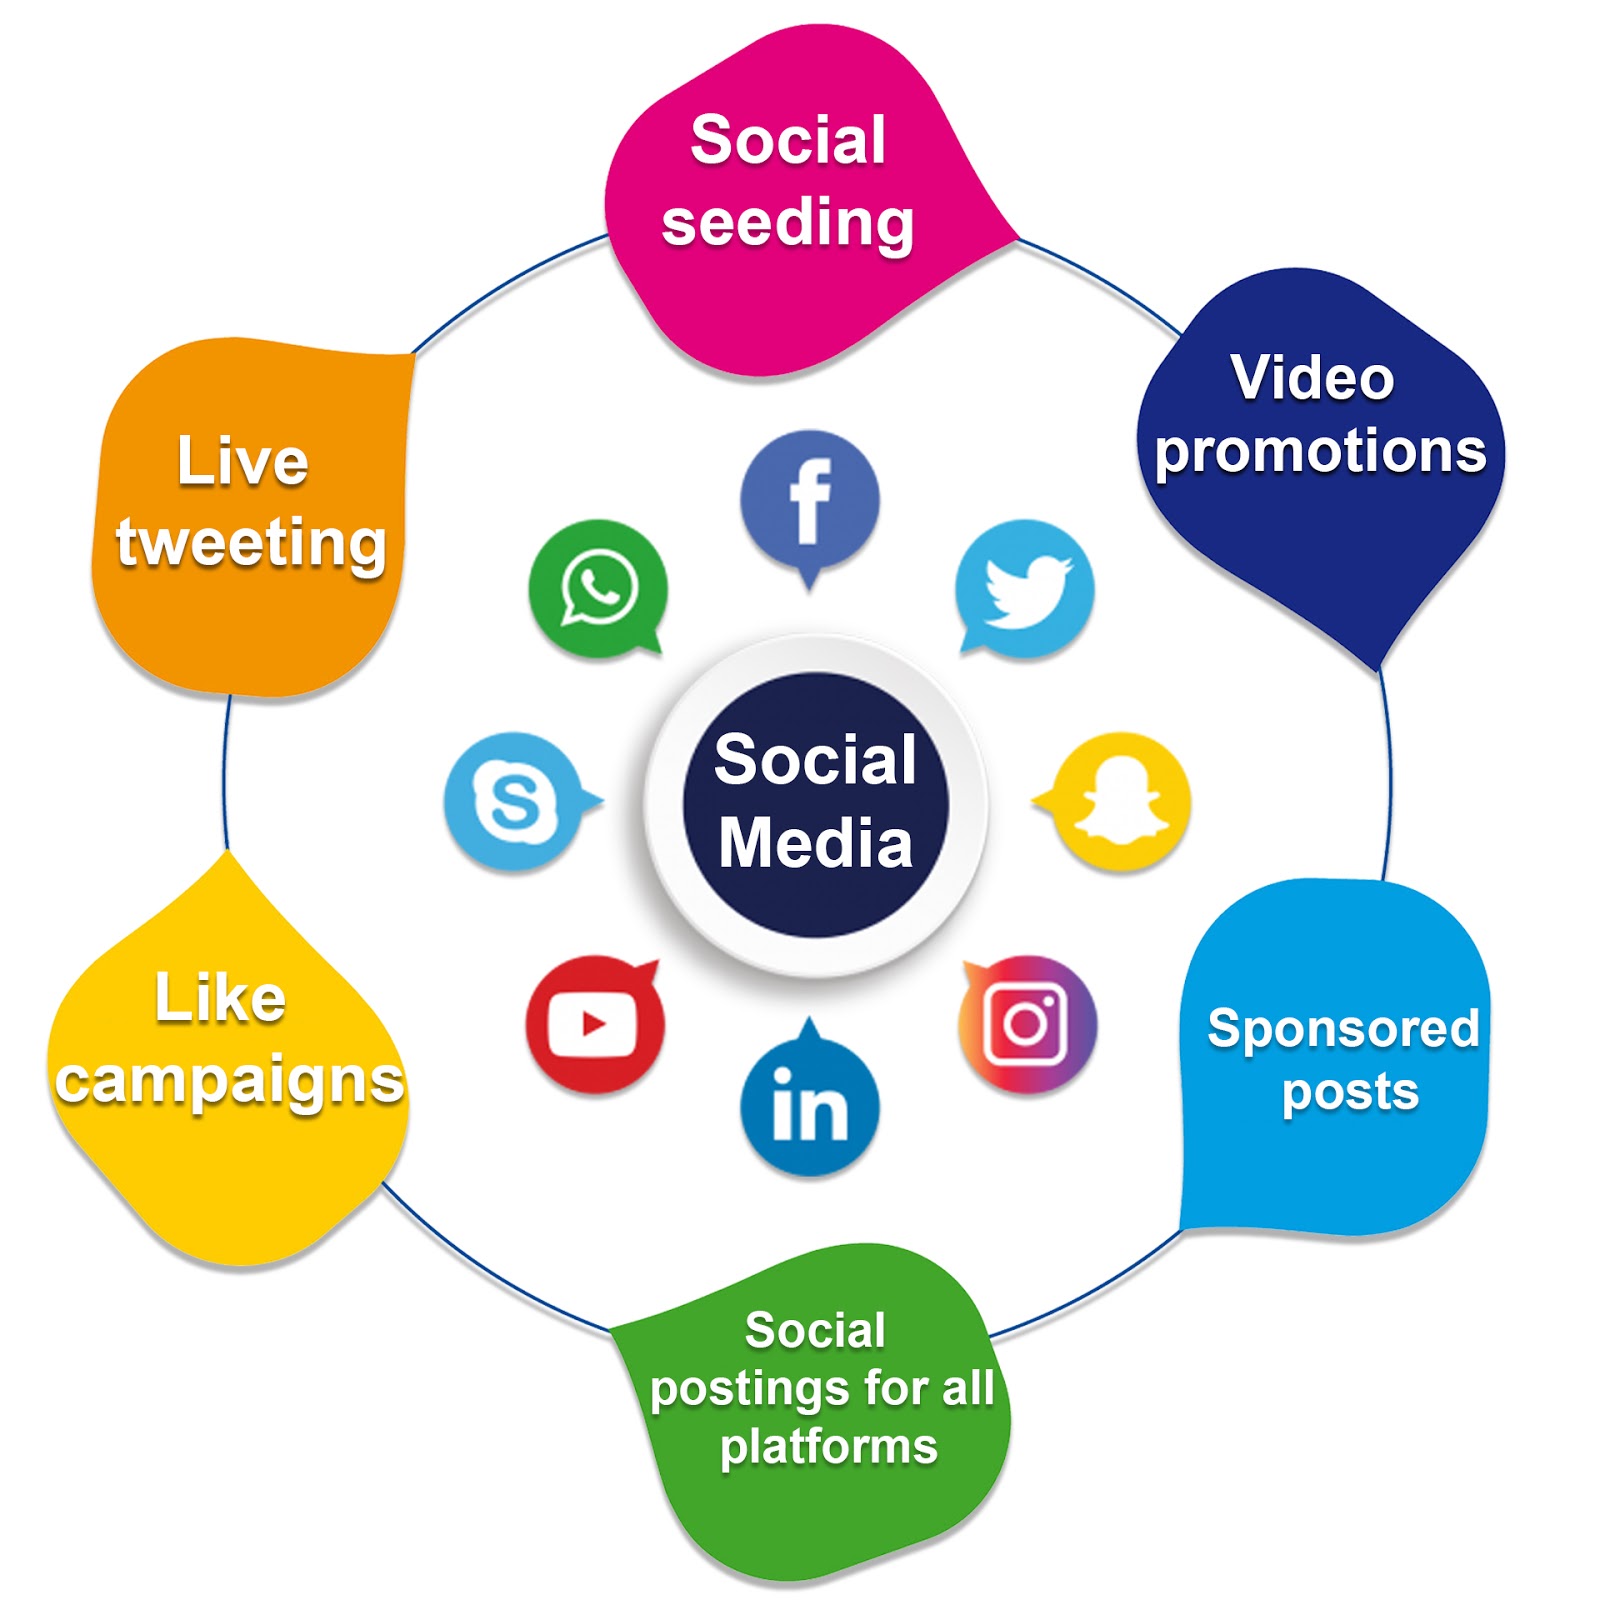 Social
seeding
Video
promotions
Live
tweeting
f
S
Social
Media
in
Like
campaigns
Sponsored
posts
Social
postings for all
platforms